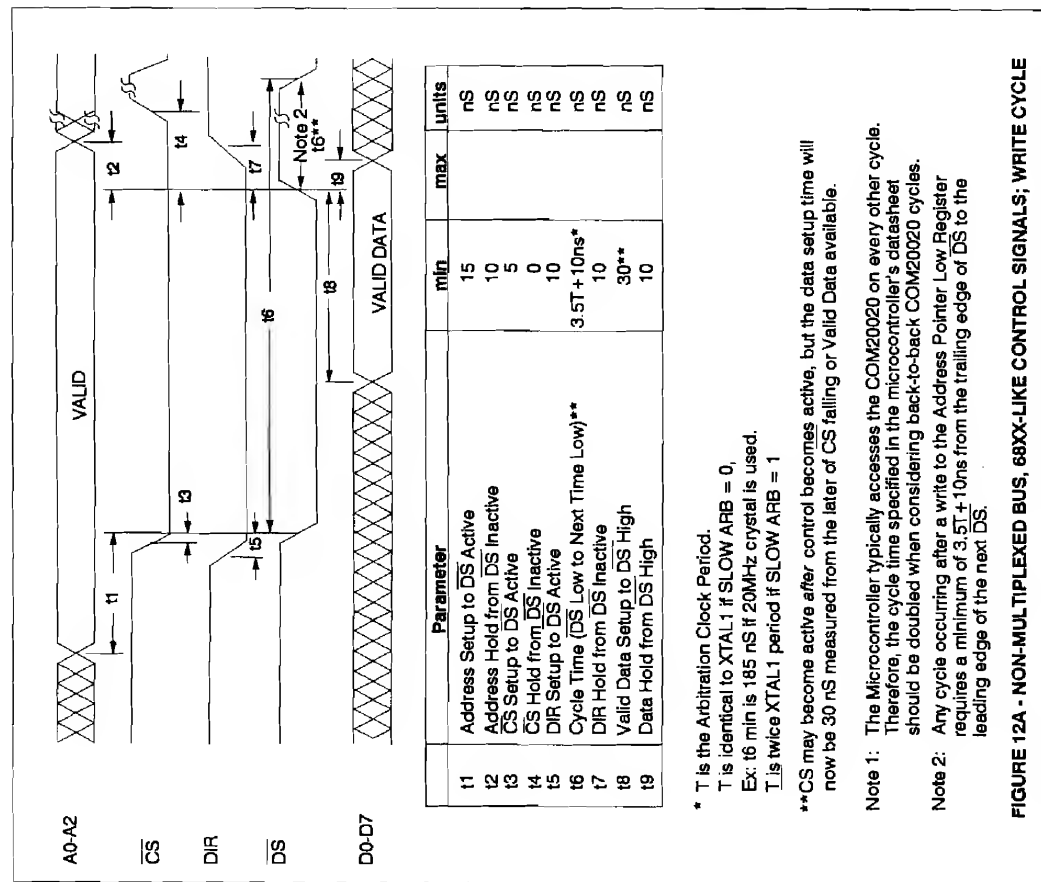 A0-A2
VALID
t1
t2
CS
t3
t4
DIR
t5
t7
DS
t6
Note 2
t6**
t8
t9
D0-D7
VALID DATA
Parameter min max units
t1 Address Setup to DS Active 15 nS
t2 Address Hold from DS Inactive 10 nS
t3 CS Setup to DS Active 5 nS
t4 CS Hold from DS Inactive 0 nS
t5 DIR Setup to DS Active 10 nS
t6 Cycle Time (DS Low to Next Time Low)** 3.5T + 10ns* nS
t7 DIR Hold from DS Inactive 10 nS
t8 Valid Data Setup to DS High 30** nS
t9 Data Hold from DS High 10 nS
* T is the Arbitration Clock Period.
T is identical to XTAL1 if SLOW ARB = 0,
Ex: t6 min is 185 nS if 20MHz crystal is used.
T is twice XTAL1 period if SLOW ARB = 1
**CS may become active after control becomes active, but the data setup time will
now be 30 nS measured from the later of CS falling or Valid Data available.
Note 1: The Microcontroller typically accesses the COM20020 on every other cycle.
Therefore, the cycle time specified in the microcontroller's datasheet
should be doubled when considering back-to-back COM20020 cycles.
Note 2: Any cycle occurring after a write to the Address Pointer Low Register
requires a minimum of 3.5T + 10ns from the trailing edge of DS to the
leading edge of the next DS.
FIGURE 12A - NON-MULTIPLEXED BUS, 68XX-LIKE CONTROL SIGNALS; WRITE CYCLE